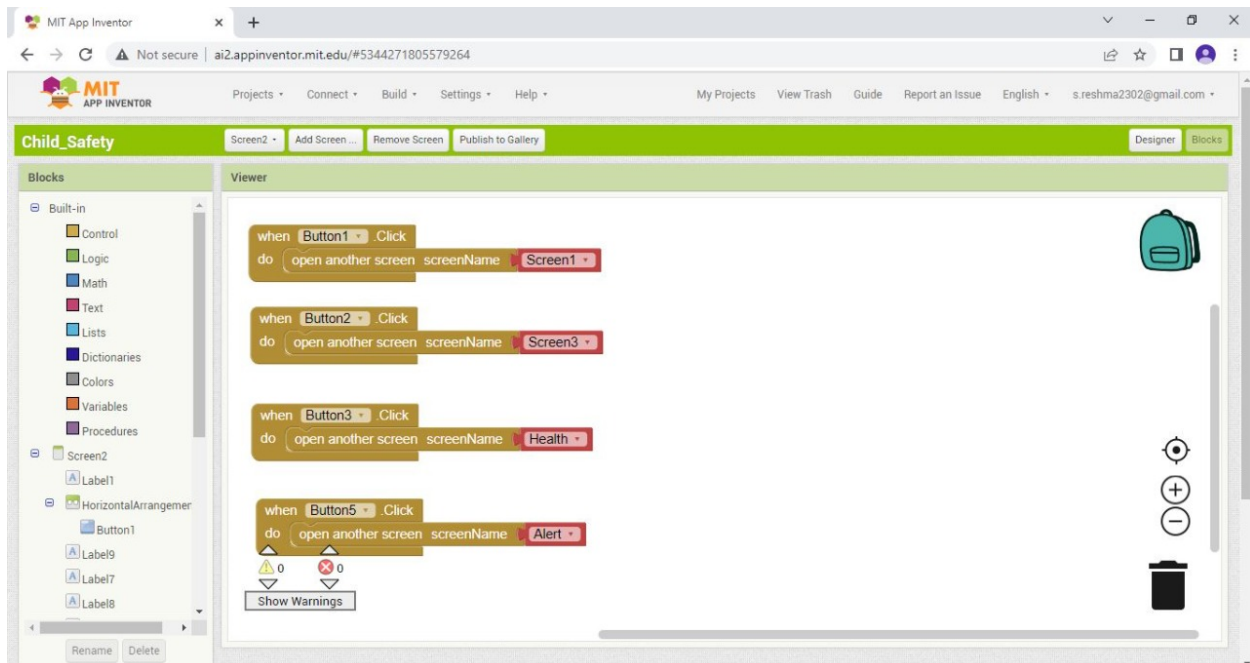 MIT App Inventor
Not secure
ai2.appinventor.mit.edu/#5344271805579264
MIT
APP INVENTOR
Projects Connect Build Settings Help My Projects View Trash Guide Report an Issue English s.reshma2302@gmail.com
Child_Safety Screen2 Add Screen ... Remove Screen Publish to Gallery Designer Blocks
Blocks Viewer
Built-in
Control
Logic
Math
Text
Lists
Dictionaries
Colors
Variables
Procedures
Screen2
A Label1
HorizontalArrangemer
Button1
A Label9
A Label7
A Label8
Rename Delete
when Button1 .Click
do open another screen screenName Screen1
when Button2 .Click
do open another screen screenName Screen3
when Button3 .Click
do open another screen screenName Health
when Button5 .Click
do open another screen screenName Alert
0 0
Show Warnings